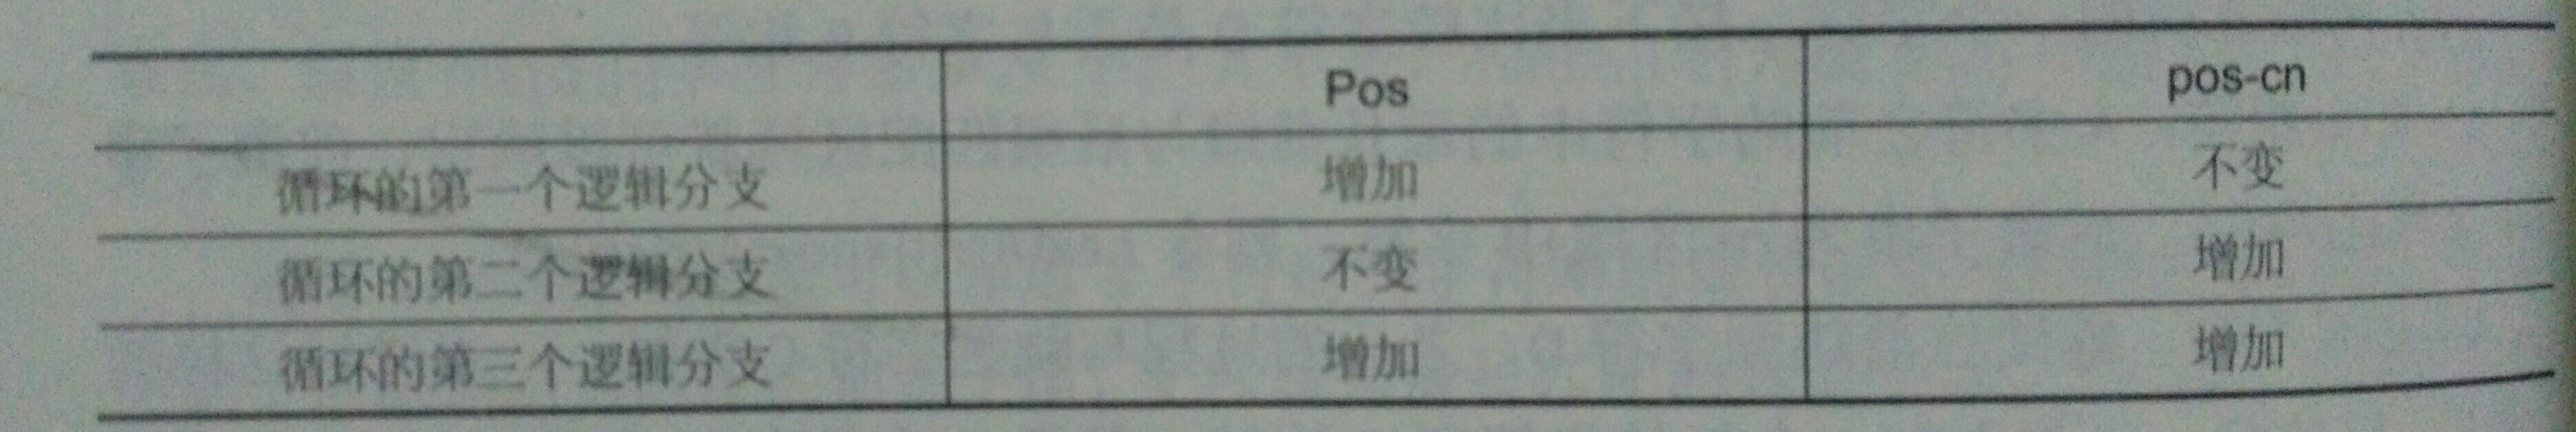 Pos pos-cn
循环的第一个逻辑分支 增加 不变
循环的第二个逻辑分支 不变 增加
循环的第三个逻辑分支 增加 增加